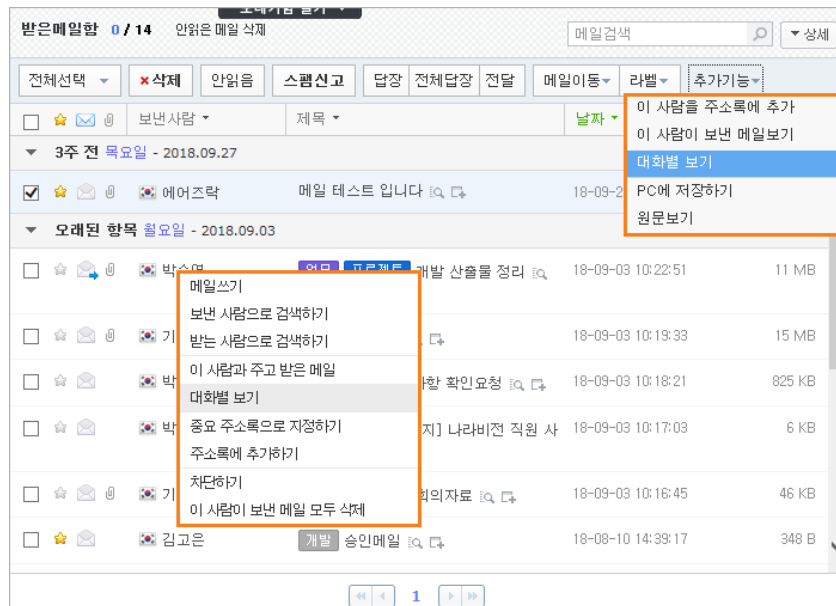 받은메일함 0 / 14 안읽은 메일 삭제
메일검색 상세
전체선택 삭제 안읽음 스팸신고 답장 전체답장 전달 메일이동 라벨 추가기능
보낸사람 제목 날짜
이 사람을 주소록에 추가
이 사람이 보낸 메일보기
대화별 보기
PC에 저장하기
원문보기
3주 전 목요일 - 2018.09.27
에어즈락 메일 테스트 입니다 18-09-2
오래된 항목 월요일 - 2018.09.03
개발 산출물 정리 18-09-03 10:22:51 11 MB
기 18-09-03 10:19:33 15 MB
박 확인요청 18-09-03 10:18:21 825 KB
박 지] 나라비전 직원 사 18-09-03 10:17:03 6 KB
기 회의자료 18-09-03 10:16:45 46 KB
김고은 개발 승인메일 18-08-10 14:39:17 348 B
메일쓰기
보낸 사람으로 검색하기
받는 사람으로 검색하기
이 사람과 주고 받은 메일
대화별 보기
중요 주소록으로 지정하기
주소록에 추가하기
차단하기
이 사람이 보낸 메일 모두 삭제
1